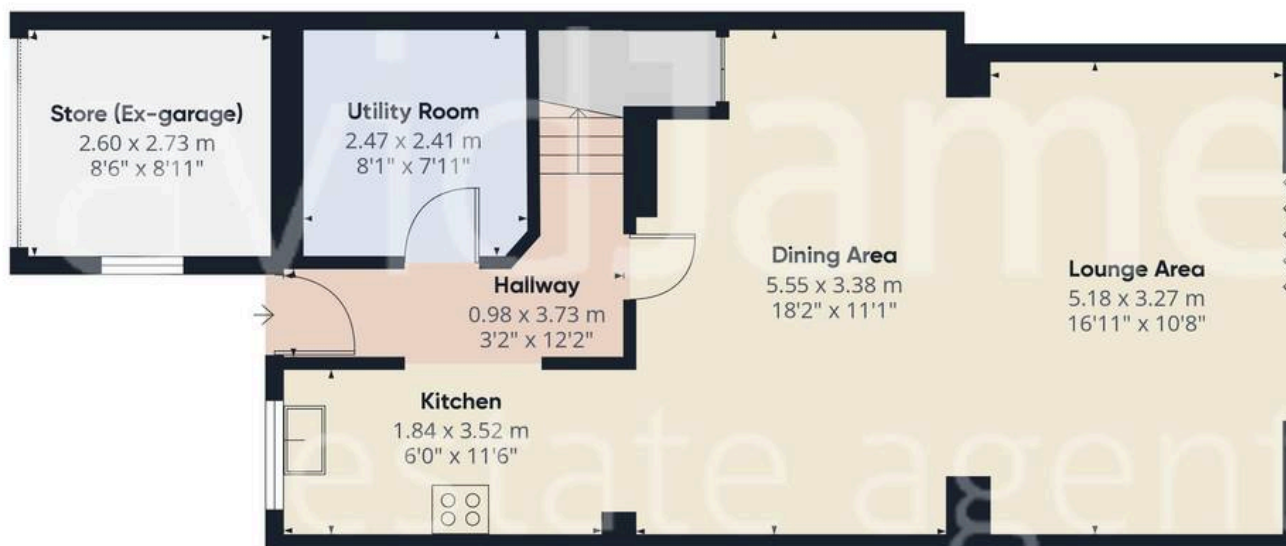 Store (Ex-garage)
2.60 x 2.73 m
8'6" x 8'11"
Utility Room
2.47 x 2.41 m
8'1" x 7'11"
Hallway
0.98 x 3.73 m
3'2" x 12'2"
Dining Area
5.55 x 3.38 m
18'2" x 11'1"
Lounge Area
5.18 x 3.27 m
16'11" x 10'8"
Kitchen
1.84 x 3.52 m
6'0" x 11'6"
avidJame
estate agent